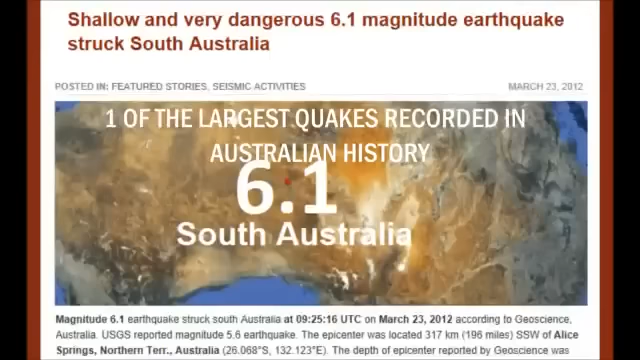 Shallow and very dangerous 6.1 magnitude earthquake
struck South Australia
POSTED IN: FEATURED STORIES, SEISMIC ACTIVITIES MARCH 23, 2012
1 OF THE LARGEST QUAKES RECORDED IN
AUSTRALIAN HISTORY
6.1
South Australia
Magnitude 6.1 earthquake struck south Australia at 09:25:16 UTC on March 23, 2012 according to Geoscience,
Australia. USGS reported magnitude 5.6 earthquake. The epicenter was located 317 km (196 miles) SSW of Alice
Springs, Northern Terr., Australia (26.068°S, 132.123°E). The depth of epicenter reported by Geoscience was